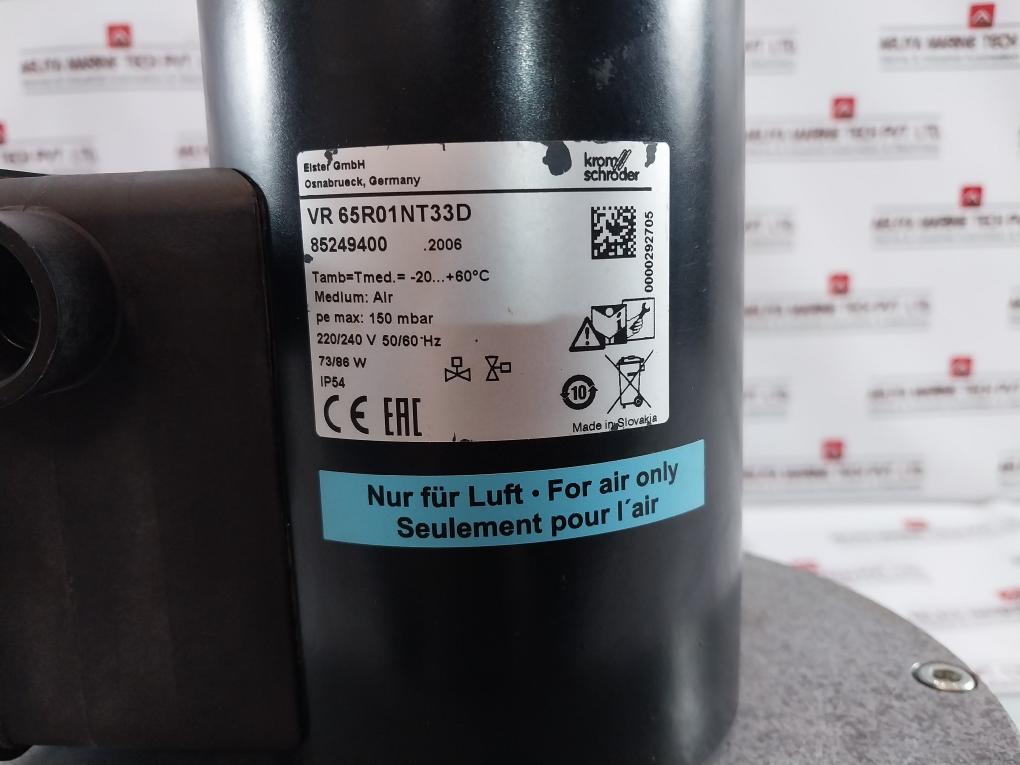 Elster GmbH
Osnabrueck, Germany
krom
schröder
VR 65R01NT33D
85249400 .2006
0000292705
Tamb=Tmed.= -20...+60°C
Medium: Air
pe max: 150 mbar
220/240 V 50/60 Hz
73/86 W
IP54
i
10
CE EAC
Made in Slovakia
Nur für Luft • For air only
Seulement pour l´air